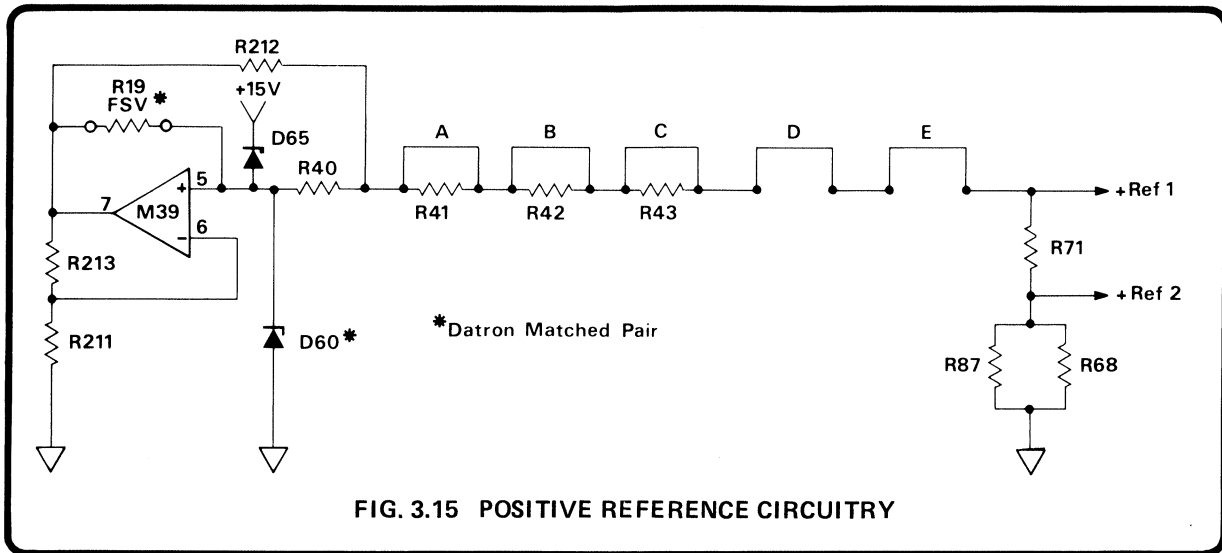 R212
R19
FSV *
+15V
D65
R40
A
B
C
D
E
5
+
7
M39
6
−
R41
R42
R43
+Ref 1
R71
R213
+Ref 2
*Datron Matched Pair
R211
D60*
R87
R68
FIG. 3.15 POSITIVE REFERENCE CIRCUITRY